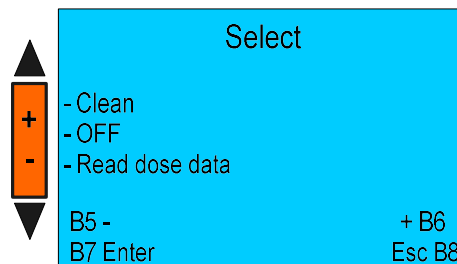 Select
+
- Clean
- OFF
-
- Read dose data
B5 - + B6
B7 Enter Esc B8